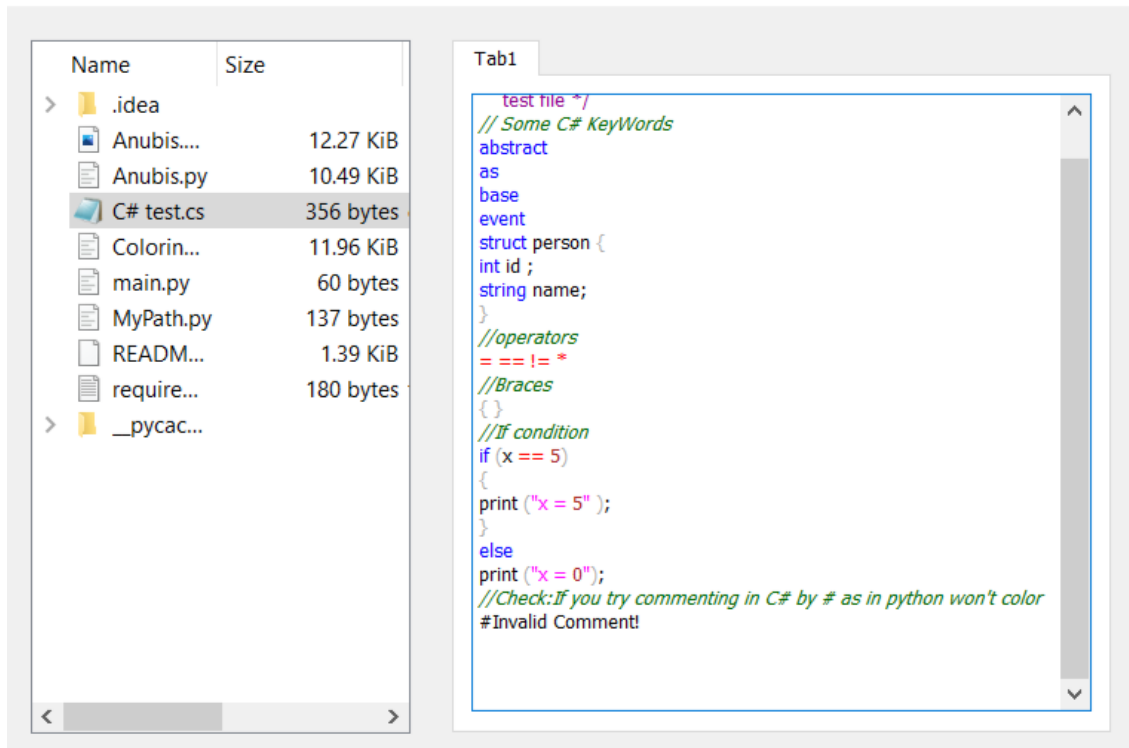 Name Size
.idea
Anubis.... 12.27 KiB
Anubis.py 10.49 KiB
C# test.cs 356 bytes
Colorin... 11.96 KiB
main.py 60 bytes
MyPath.py 137 bytes
READM... 1.39 KiB
require... 180 bytes
__pycac...
Tab1
test file */
// Some C# KeyWords
abstract
as
base
event
struct person {
int id ;
string name;
}
//operators
= == != *
//Braces
{ }
//If condition
if (x == 5)
{
print ("x = 5" );
}
else
print ("x = 0");
//Check:If you try commenting in C# by # as in python won't color
#Invalid Comment!